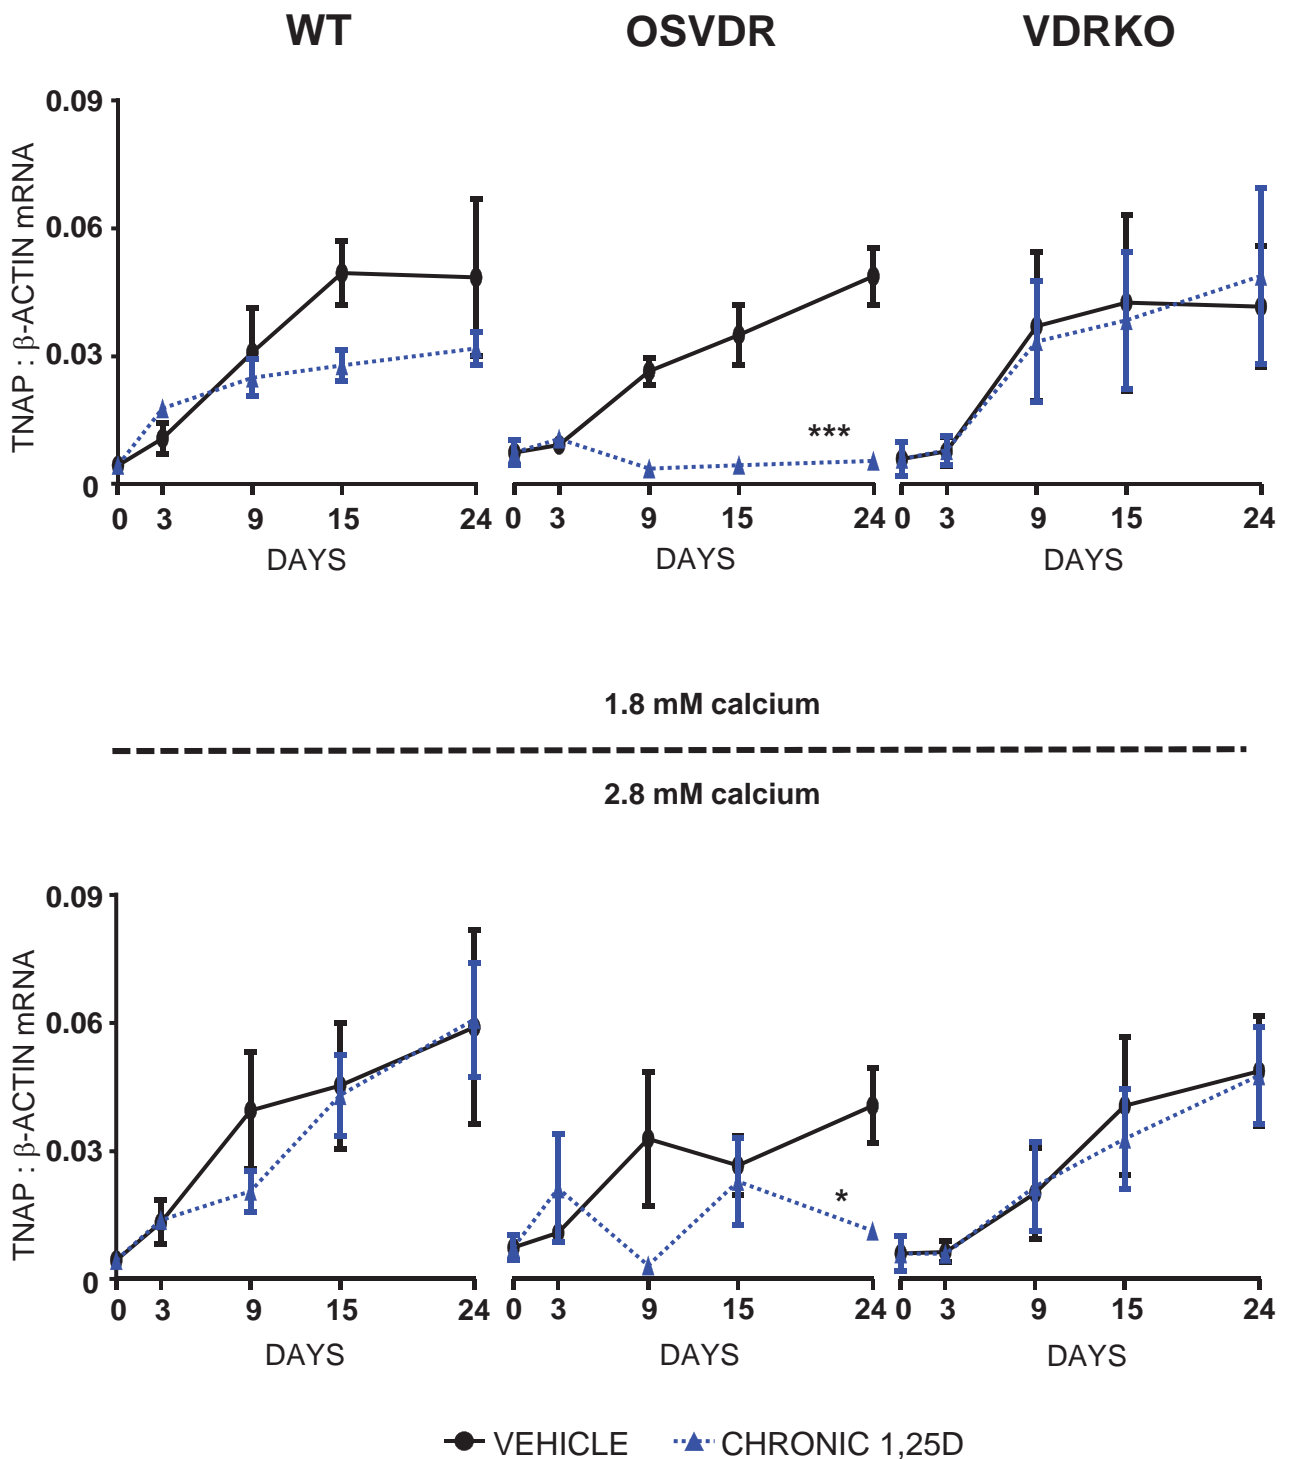 WT OSVDR VDRKO
TNAP : β-ACTIN mRNA
0.09
0.06
0.03
0
0 3 9 15 24 0 3 9 15 24 0 3 9 15 24
DAYS DAYS DAYS
***
1.8 mM calcium
2.8 mM calcium
TNAP : β-ACTIN mRNA
0.09
0.06
0.03
0
*
0 3 9 15 24 0 3 9 15 24 0 3 9 15 24
DAYS DAYS DAYS
VEHICLE CHRONIC 1,25D